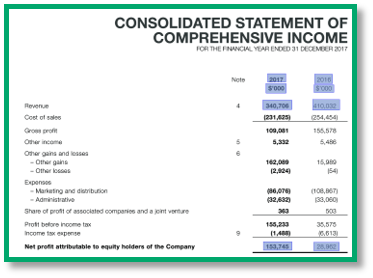 CONSOLIDATED STATEMENT OF
COMPREHENSIVE INCOME
FOR THE FINANCIAL YEAR ENDED 31 DECEMBER 2017
Note 2017 2016
$'000 $'000
Revenue 4 340,706 410,032
Cost of sales (231,625) (254,454)
Gross profit 109,081 155,578
Other income 5 5,332 5,486
Other gains and losses 6
– Other gains 162,089 15,989
– Other losses (2,924) (54)
Expenses
– Marketing and distribution (86,076) (108,867)
– Administrative (32,632) (33,060)
Share of profit of associated companies and a joint venture 363 503
Profit before income tax 155,233 35,575
Income tax expense 9 (1,488) (6,613)
Net profit attributable to equity holders of the Company 153,745 28,962